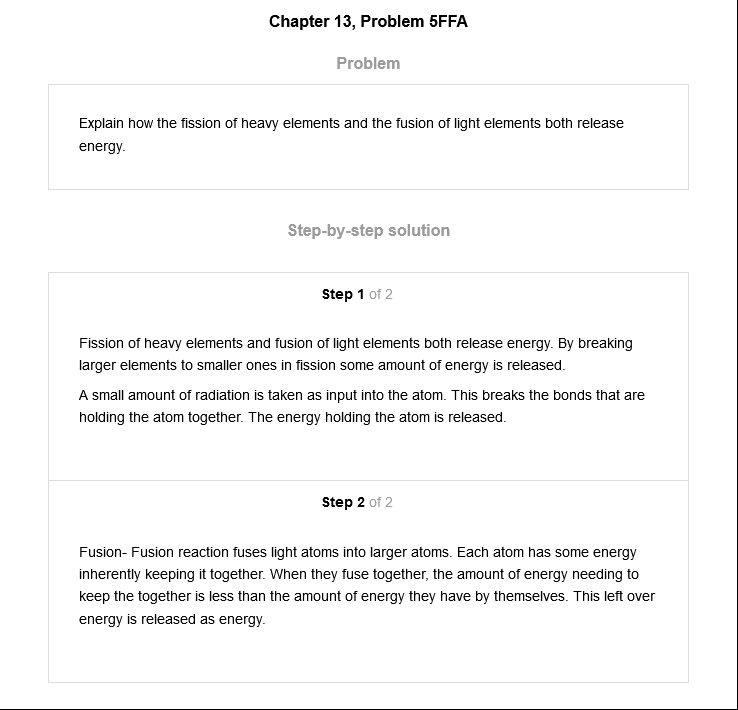 Chapter 13, Problem 5FFA
Problem
Explain how the fission of heavy elements and the fusion of light elements both release
energy.
Step-by-step solution
Step 1 of 2
Fission of heavy elements and fusion of light elements both release energy. By breaking
larger elements to smaller ones in fission some amount of energy is released.
A small amount of radiation is taken as input into the atom. This breaks the bonds that are
holding the atom together. The energy holding the atom is released.
Step 2 of 2
Fusion- Fusion reaction fuses light atoms into larger atoms. Each atom has some energy
inherently keeping it together. When they fuse together, the amount of energy needing to
keep the together is less than the amount of energy they have by themselves. This left over
energy is released as energy.